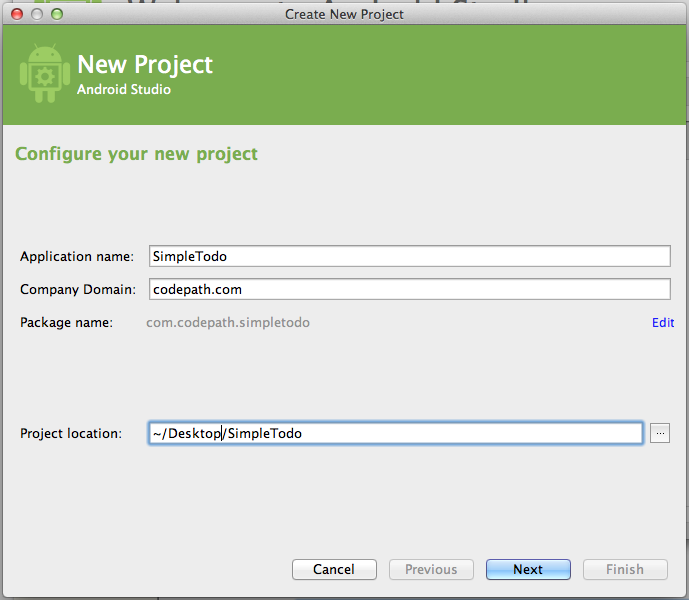 Create New Project
New Project
Android Studio
Configure your new project
Application name: SimpleTodo
Company Domain: codepath.com
Package name: com.codepath.simpletodo Edit
Project location: ~/Desktop/SimpleTodo ...
Cancel Previous Next Finish